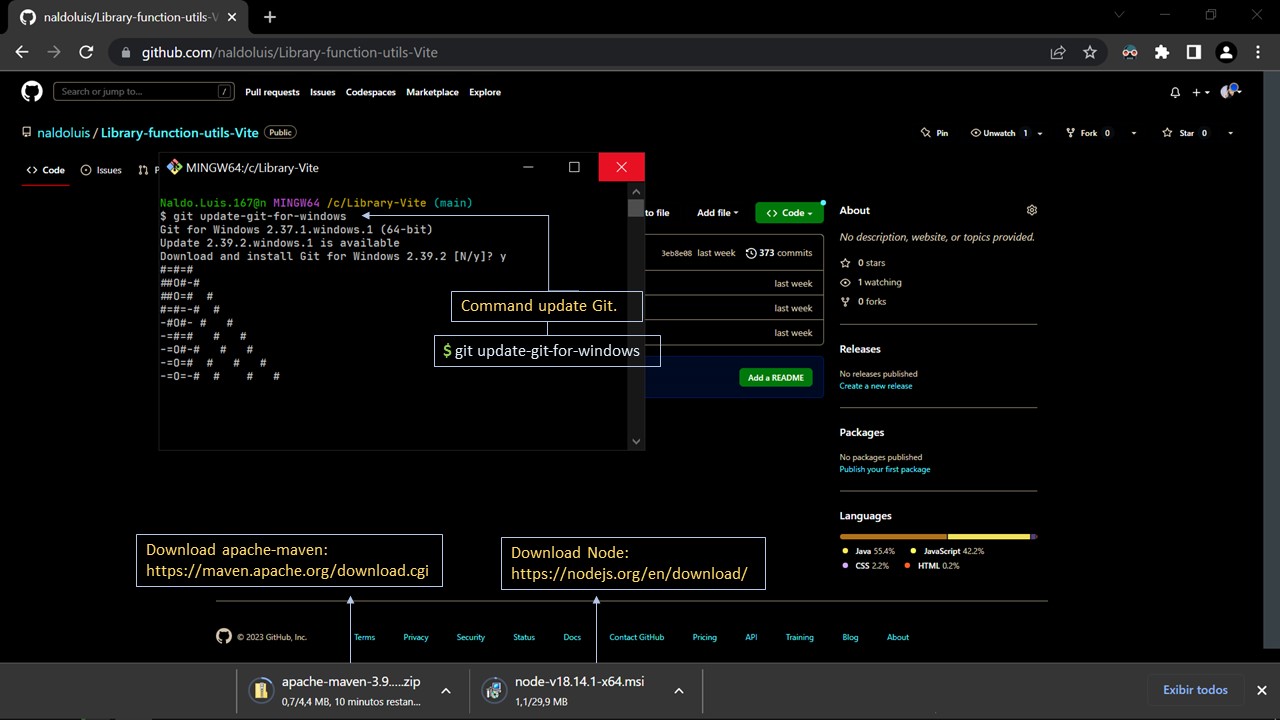 naldoluis/Library-function-utils-V
github.com/naldoluis/Library-function-utils-Vite
Search or jump to... /
Pull requests Issues Codespaces Marketplace Explore
naldoluis / Library-function-utils-Vite Public
Pin Unwatch 1 Fork 0 Star 0
<> Code Issues P
MINGW64:/c/Library-Vite
Naldo.Luis.167@n MINGW64 /c/Library-Vite (main)
$ git update-git-for-windows
Git for Windows 2.37.1.windows.1 (64-bit)
Update 2.39.2.windows.1 is available
Download and install Git for Windows 2.39.2 [N/y]? y
#=#=#
##O#-#
##O=# #
#=#=-# #
-#O#- # #
-=#=# # #
-=O#-# # #
-=O=# # # #
-=O=-# # # #
Command update Git.
$ git update-git-for-windows
to file Add file <> Code
3eb8e08 last week 373 commits
last week
last week
last week
Add a README
About
No description, website, or topics provided.
0 stars
1 watching
0 forks
Releases
No releases published
Create a new release
Packages
No packages published
Publish your first package
Languages
Java 55.4% JavaScript 42.2%
CSS 2.2% HTML 0.2%
Download apache-maven:
https://maven.apache.org/download.cgi
Download Node:
https://nodejs.org/en/download/
© 2023 GitHub, Inc. Terms Privacy Security Status Docs Contact GitHub Pricing API Training Blog About
apache-maven-3.9.....zip
0,7/4,4 MB, 10 minutos restan...
node-v18.14.1-x64.msi
1,1/29,9 MB
Exibir todos